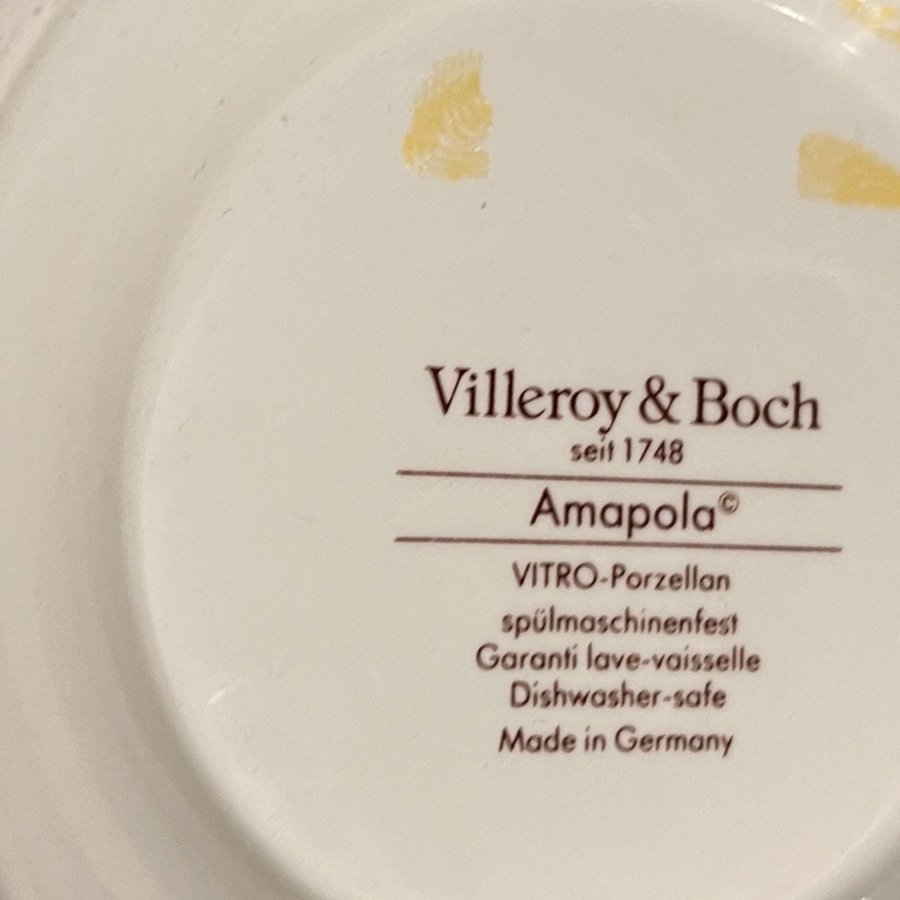 Villeroy & Boch
seit 1748
Amapola©
VITRO-Porzellan
spülmaschinenfest
Garanti lave-vaisselle
Dishwasher-safe
Made in Germany